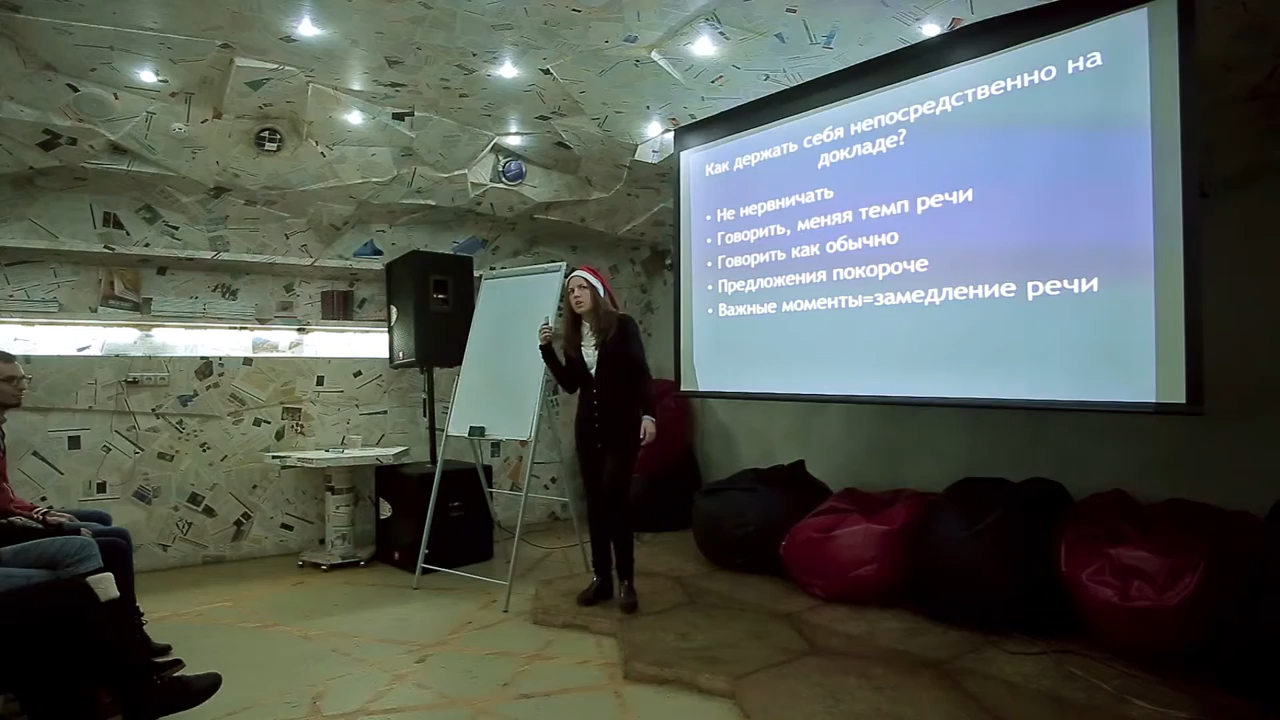 Как держать себя непосредственно на
докладе?
• Не нервничать
• Говорить, меняя темп речи
• Говорить как обычно
• Предложения покороче
• Важные моменты=замедление речи